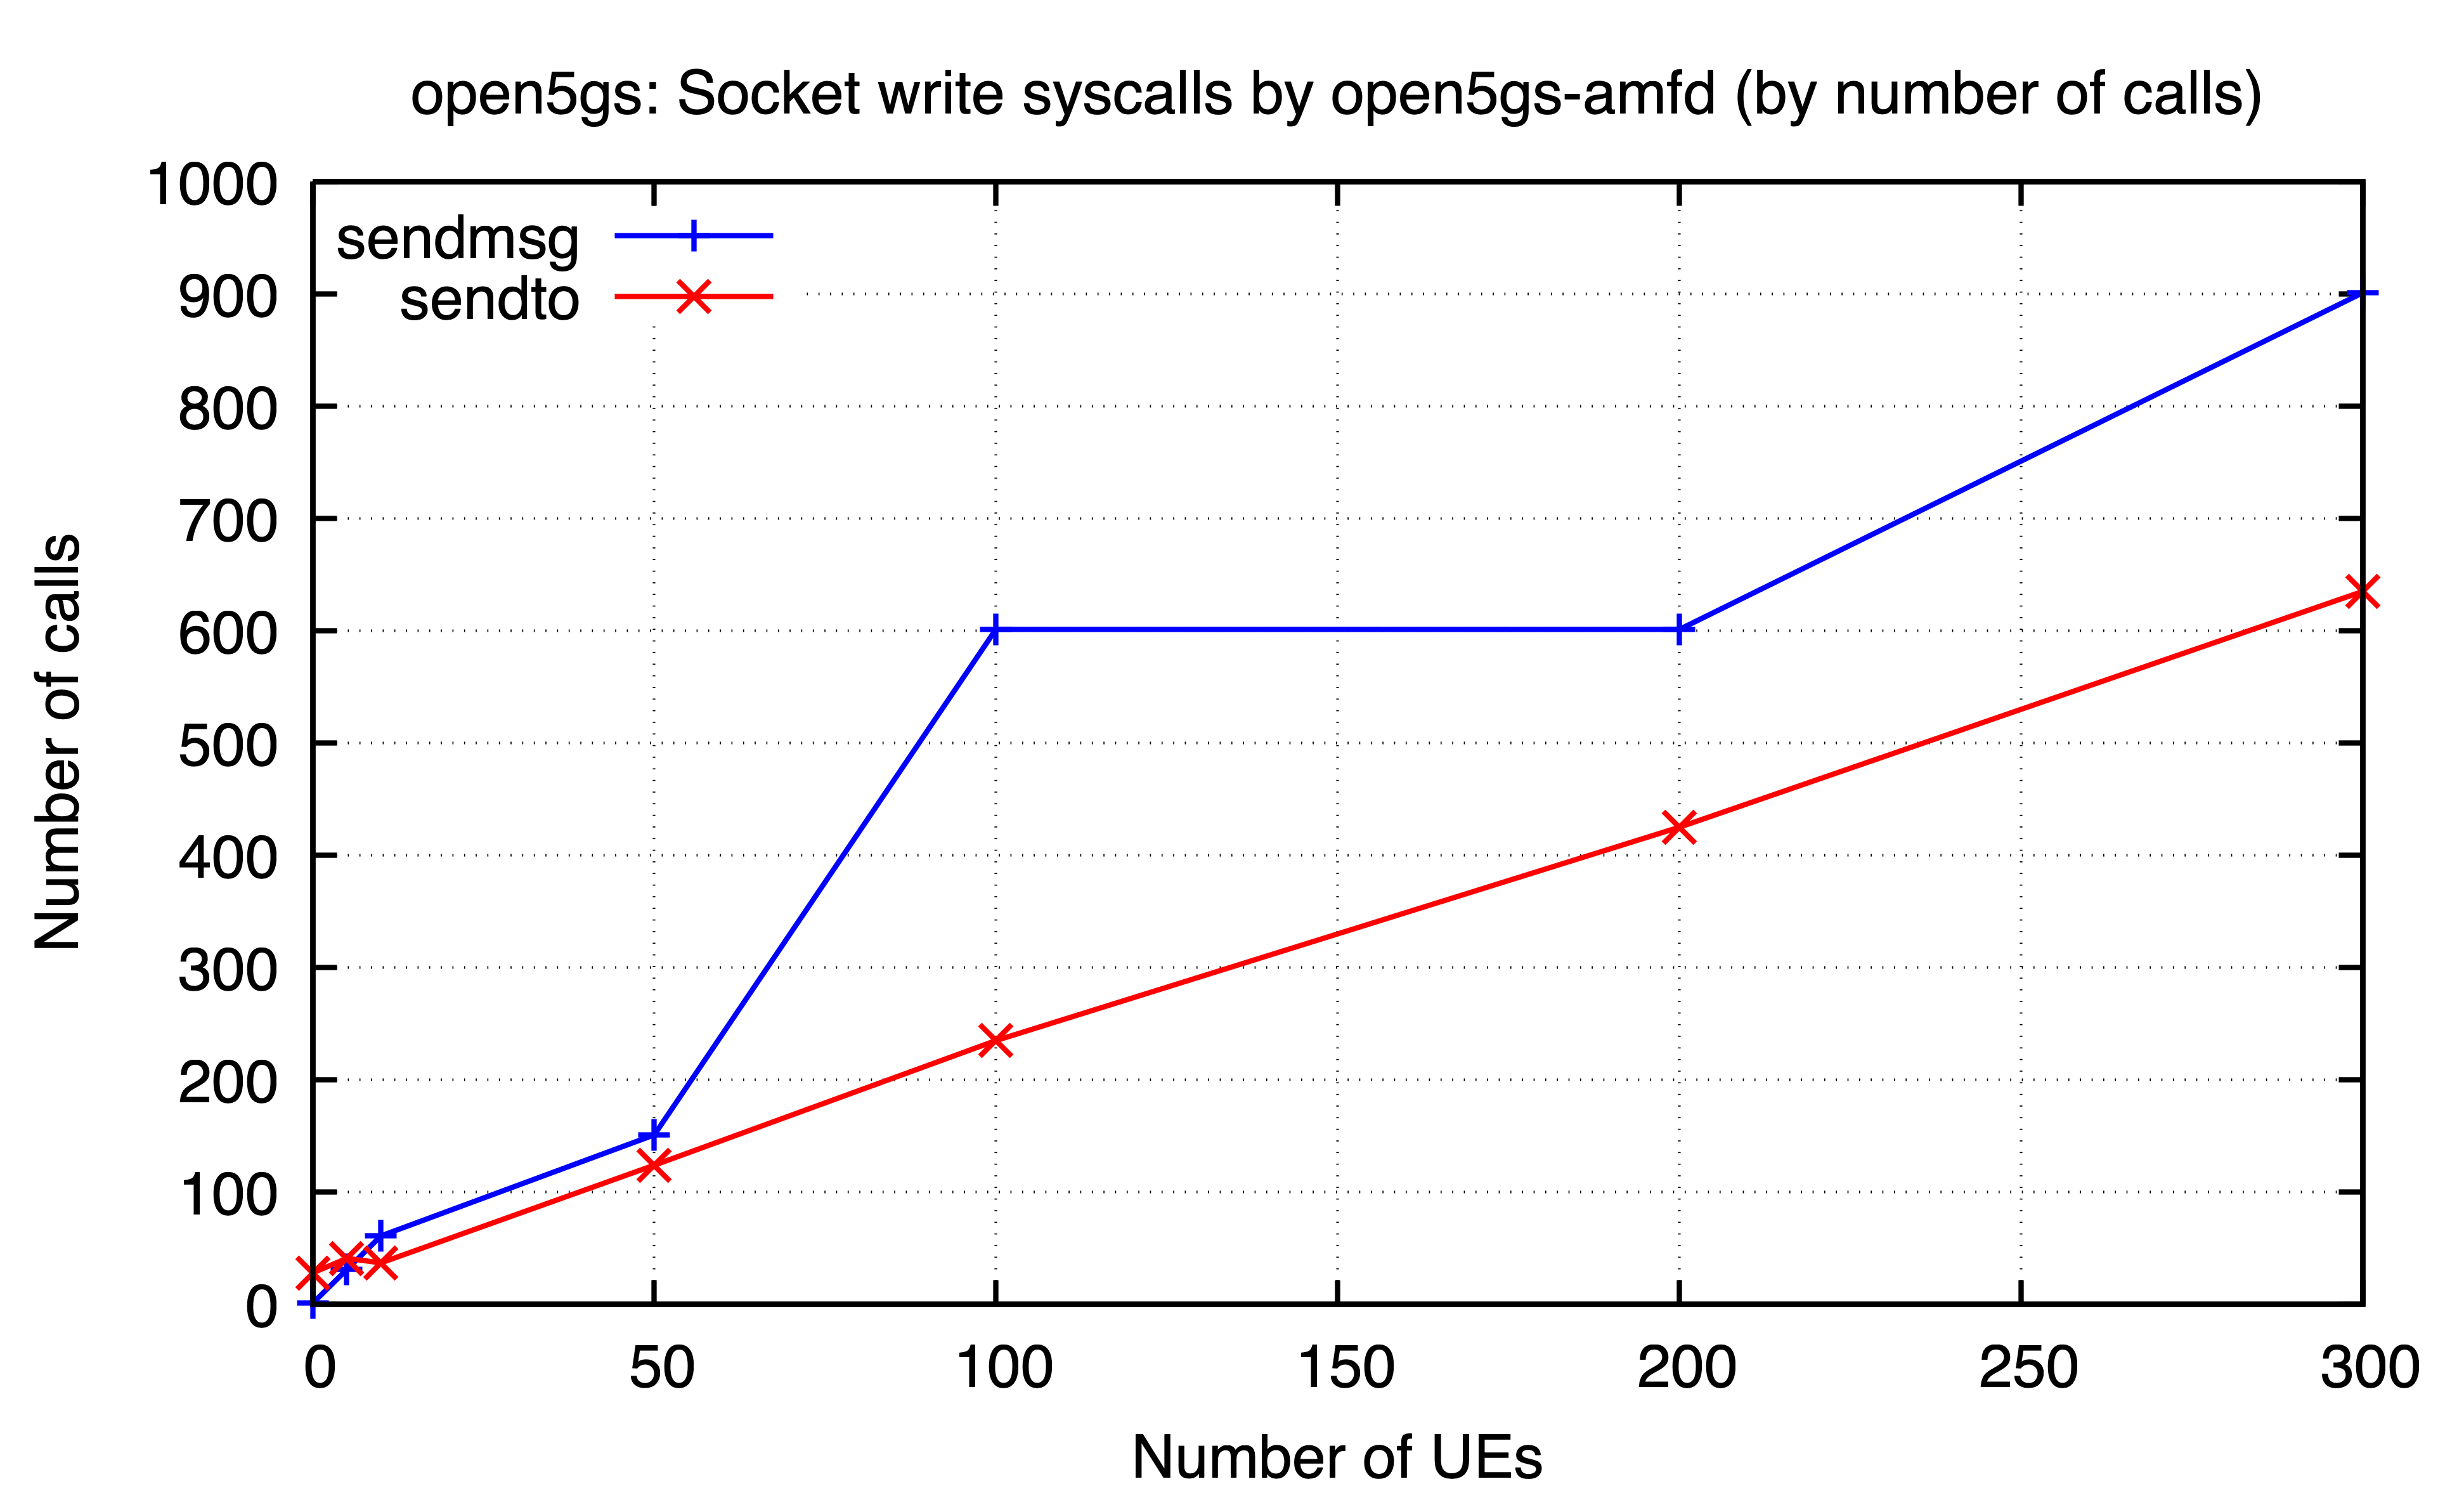 open5gs: Socket write syscalls by open5gs-amfd (by number of calls)
1000
900
800
700
600
500
400
300
200
100
0
sendmsg
sendto
Number of calls
0 50 100 150 200 250 300
Number of UEs